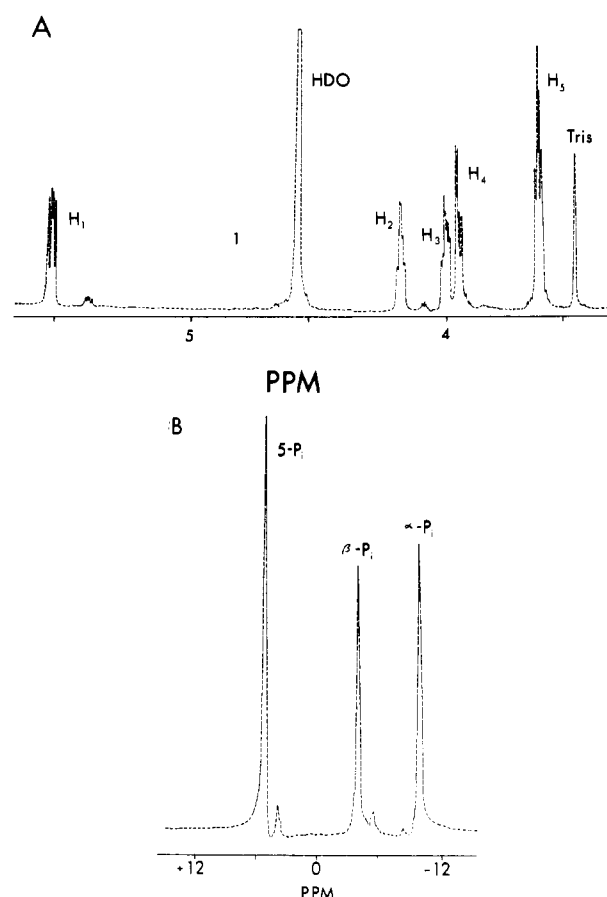 A
HDO
H5
Tris
H1
H4
1
H2
H3
5
4
PPM
B
5-Pi
β-Pi
α-Pi
+12
0
-12
PPM